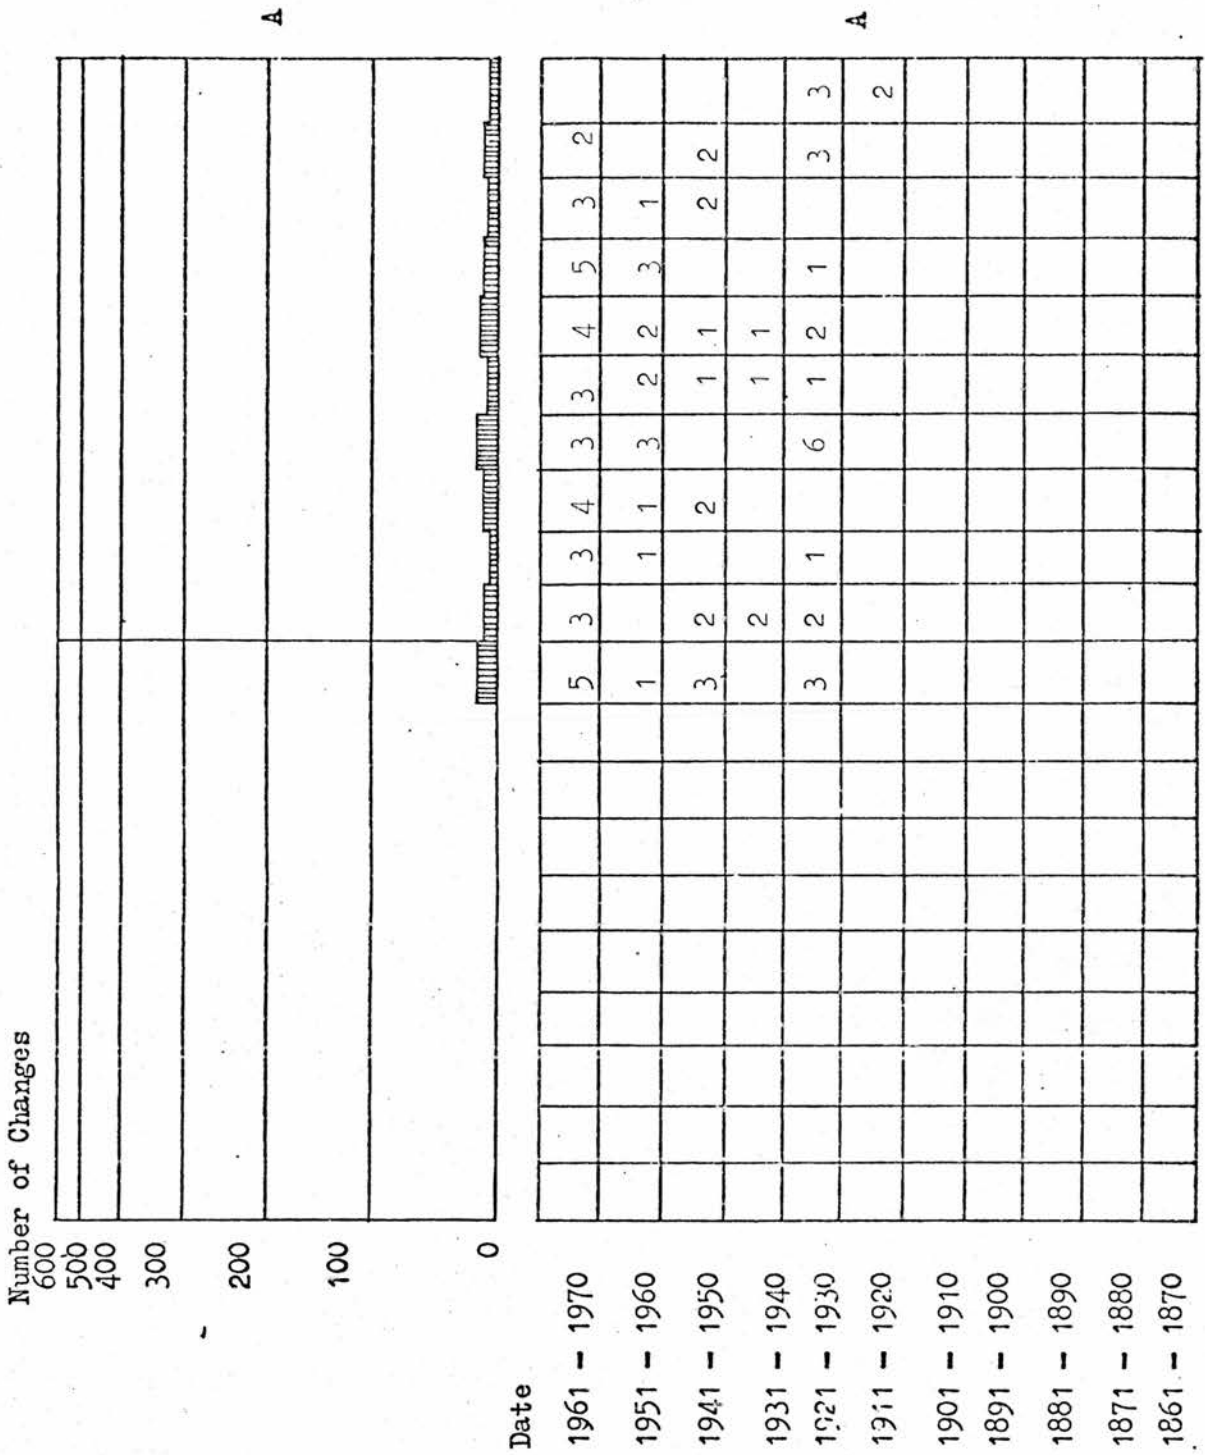 Number of Changes
600
500
400
300
200
A
100
0
Date
1961 - 1970 5 3 3 4 3 3 4 5 3 2
1951 - 1960 1 1 1 3 2 2 3 1
1941 - 1950 3 2 2 1 1 2 2
1931 - 1940 2 1 1
1921 - 1930 3 2 1 6 1 2 1 3 3
A
1911 - 1920 2
1901 - 1910
1891 - 1900
1881 - 1890
1871 - 1880
1861 - 1870